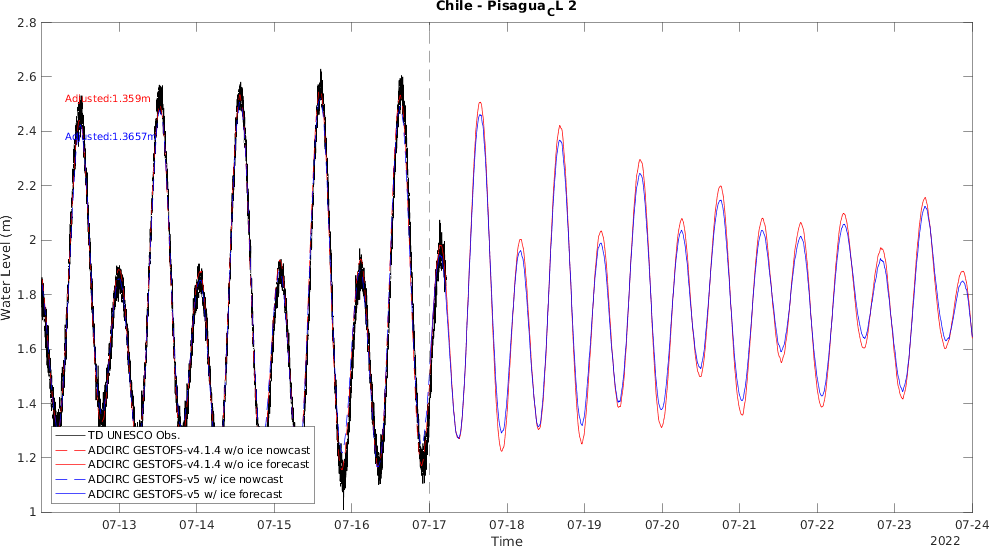 Chile - PisaguaCL 2
2.8
2.6
2.4
2.2
2
1.8
1.6
1.4
1.2
1
Water Level (m)
Adjusted:1.359m
Adjusted:1.3657m
TD UNESCO Obs.
ADCIRC GESTOFS-v4.1.4 w/o ice nowcast
ADCIRC GESTOFS-v4.1.4 w/o ice forecast
ADCIRC GESTOFS-v5 w/ ice nowcast
ADCIRC GESTOFS-v5 w/ ice forecast
07-13 07-14 07-15 07-16 07-17 07-18 07-19 07-20 07-21 07-22 07-23 07-24
Time
2022